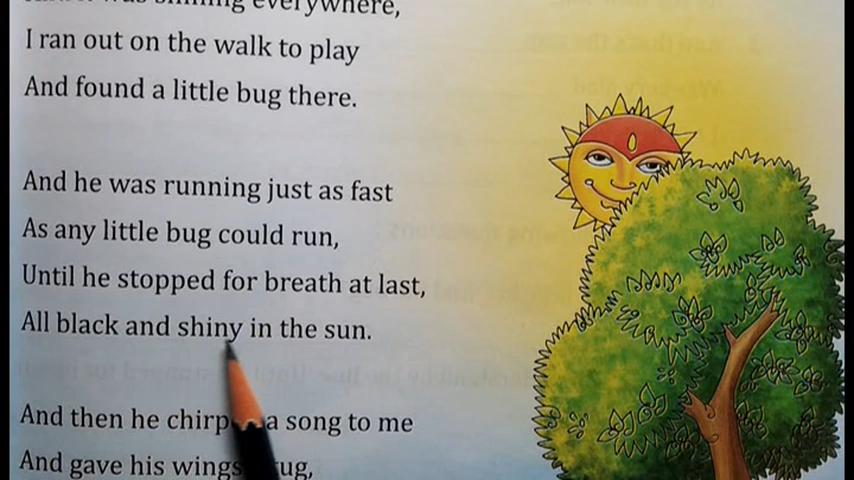 shining everywhere,
I ran out on the walk to play
And found a little bug there.
And he was running just as fast
As any little bug could run,
Until he stopped for breath at last,
All black and shiny in the sun.
And then he a song to me
And gave his wings